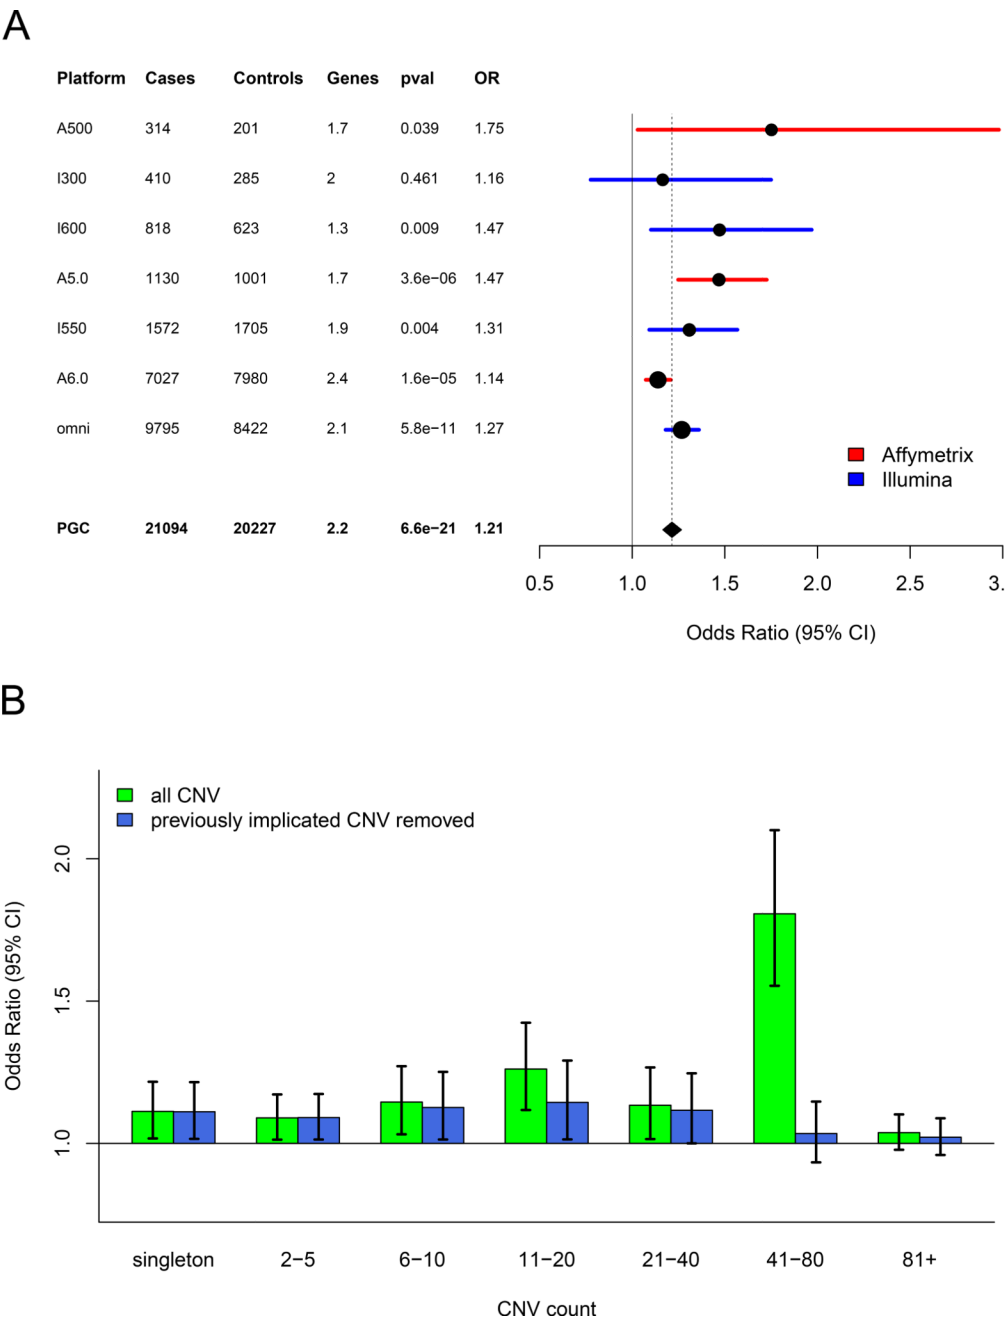 A
Platform Cases Controls Genes pval OR
A500 314 201 1.7 0.039 1.75
I300 410 285 2 0.461 1.16
I600 818 623 1.3 0.009 1.47
A5.0 1130 1001 1.7 3.6e−06 1.47
I550 1572 1705 1.9 0.004 1.31
A6.0 7027 7980 2.4 1.6e−05 1.14
omni 9795 8422 2.1 5.8e−11 1.27
Affymetrix
Illumina
PGC 21094 20227 2.2 6.6e−21 1.21
0.5 1.0 1.5 2.0 2.5 3.
Odds Ratio (95% CI)
B
all CNV
previously implicated CNV removed
2.0
1.5
1.0
Odds Ratio (95% CI)
singleton 2−5 6−10 11−20 21−40 41−80 81+
CNV count